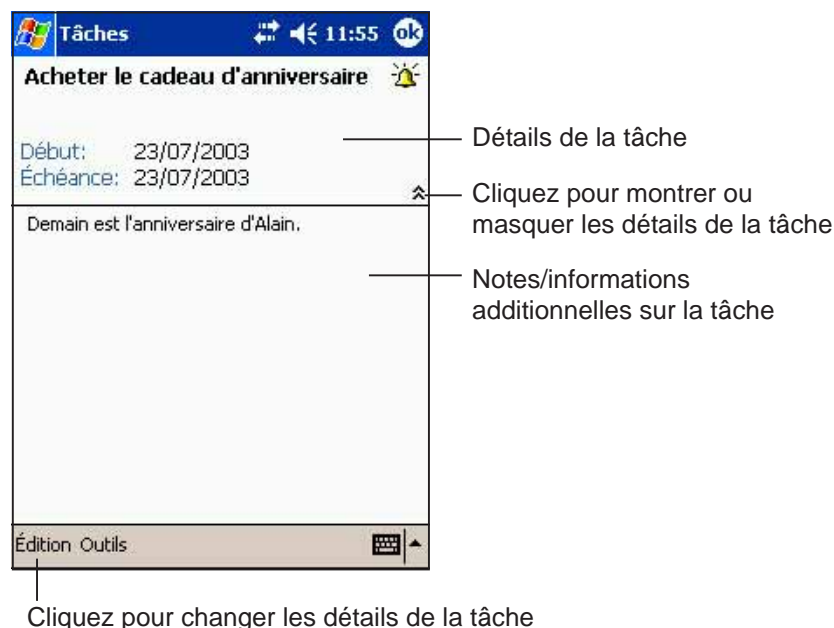 Tâches 11:55 ok
Acheter le cadeau d'anniversaire
Début: 23/07/2003
Échéance: 23/07/2003
Demain est l'anniversaire d'Alain.
Édition Outils
Détails de la tâche
Cliquez pour montrer ou
masquer les détails de la tâche
Notes/informations
additionnelles sur la tâche
Cliquez pour changer les détails de la tâche